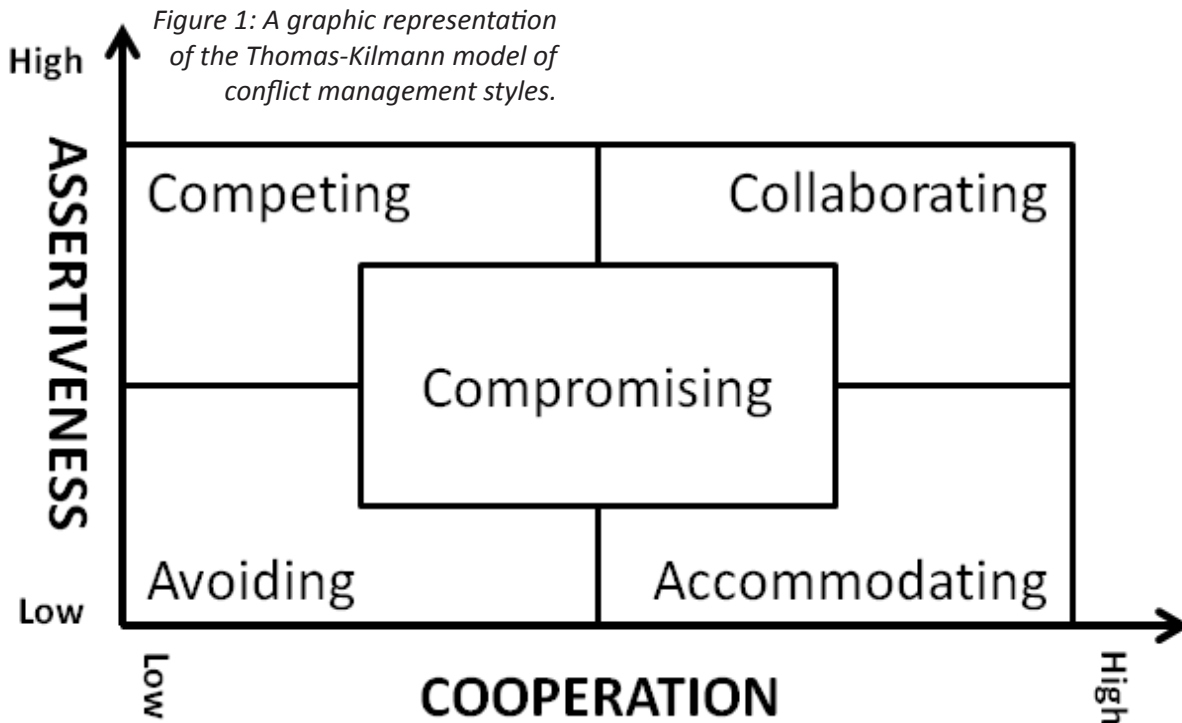 Figure 1: A graphic representation
of the Thomas-Kilmann model of
conflict management styles.
High
ASSERTIVENESS
Competing
Collaborating
Compromising
Avoiding
Accommodating
Low
Low
COOPERATION
High